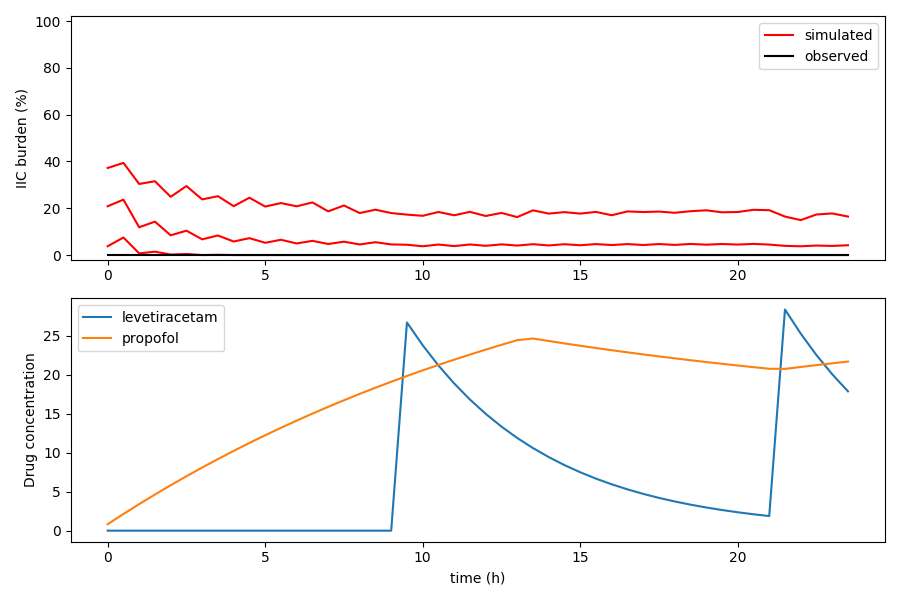 100
80
60
40
20
0
IIC burden (%)
simulated
observed
0 5 10 15 20
25
20
15
10
5
0
Drug concentration
levetiracetam
propofol
0 5 10 15 20
time (h)